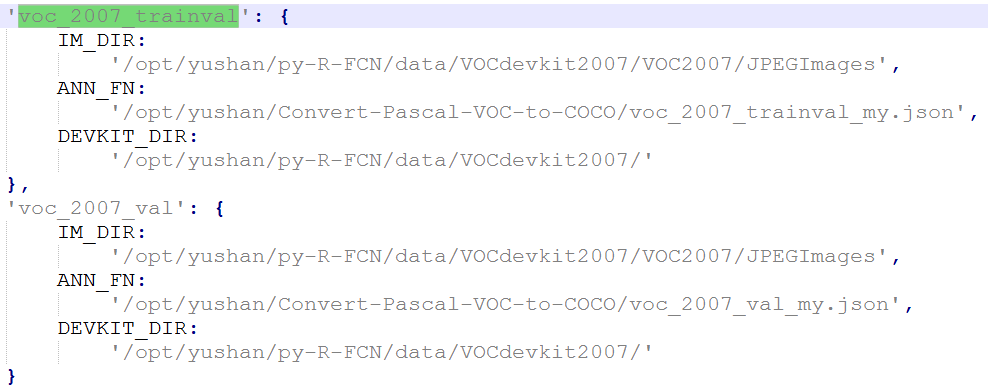 'voc_2007_trainval': {
    IM_DIR:
        '/opt/yushan/py-R-FCN/data/VOCdevkit2007/VOC2007/JPEGImages',
    ANN_FN:
        '/opt/yushan/Convert-Pascal-VOC-to-COCO/voc_2007_trainval_my.json',
    DEVKIT_DIR:
        '/opt/yushan/py-R-FCN/data/VOCdevkit2007/'
},
'voc_2007_val': {
    IM_DIR:
        '/opt/yushan/py-R-FCN/data/VOCdevkit2007/VOC2007/JPEGImages',
    ANN_FN:
        '/opt/yushan/Convert-Pascal-VOC-to-COCO/voc_2007_val_my.json',
    DEVKIT_DIR:
        '/opt/yushan/py-R-FCN/data/VOCdevkit2007/'
}